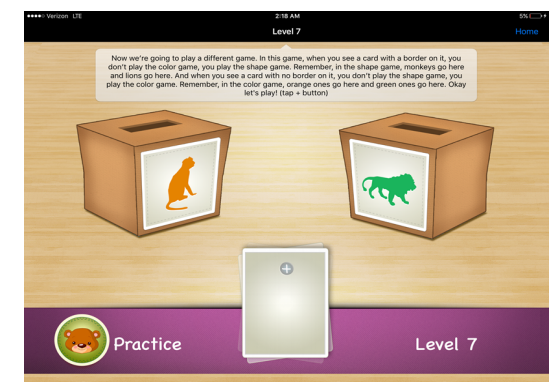 Verizon LTE 2:18 AM 5%
Level 7 Home
Now we're going to play a different game. In this game, when you see a card with a border on it, you
don't play the color game, you play the shape game. Remember, in the shape game, monkeys go here
and lions go here. And when you see a card with no border on it, you don't play the shape game, you
play the color game. Remember, in the color game, orange ones go here and green ones go here. Okay
let's play! (tap + button)
Practice Level 7